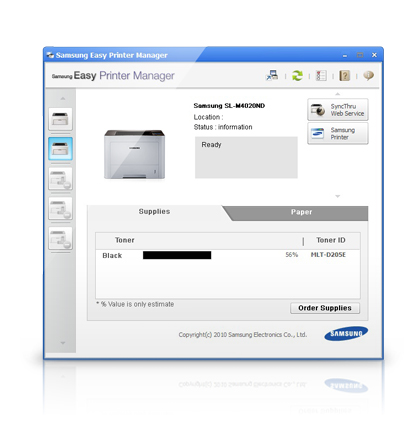 Samsung Easy Printer Manager
Samsung Easy Printer Manager
Samsung SL-M4020ND
Location :
Status : information
Ready
SyncThru
Web Service
Samsung
Printer
Supplies
Paper
Toner
Toner ID
Black
56%
MLT-D205E
* % Value is only estimate
Order Supplies
Copyright(c) 2010 Samsung Electronics Co., Ltd.
SAMSUNG